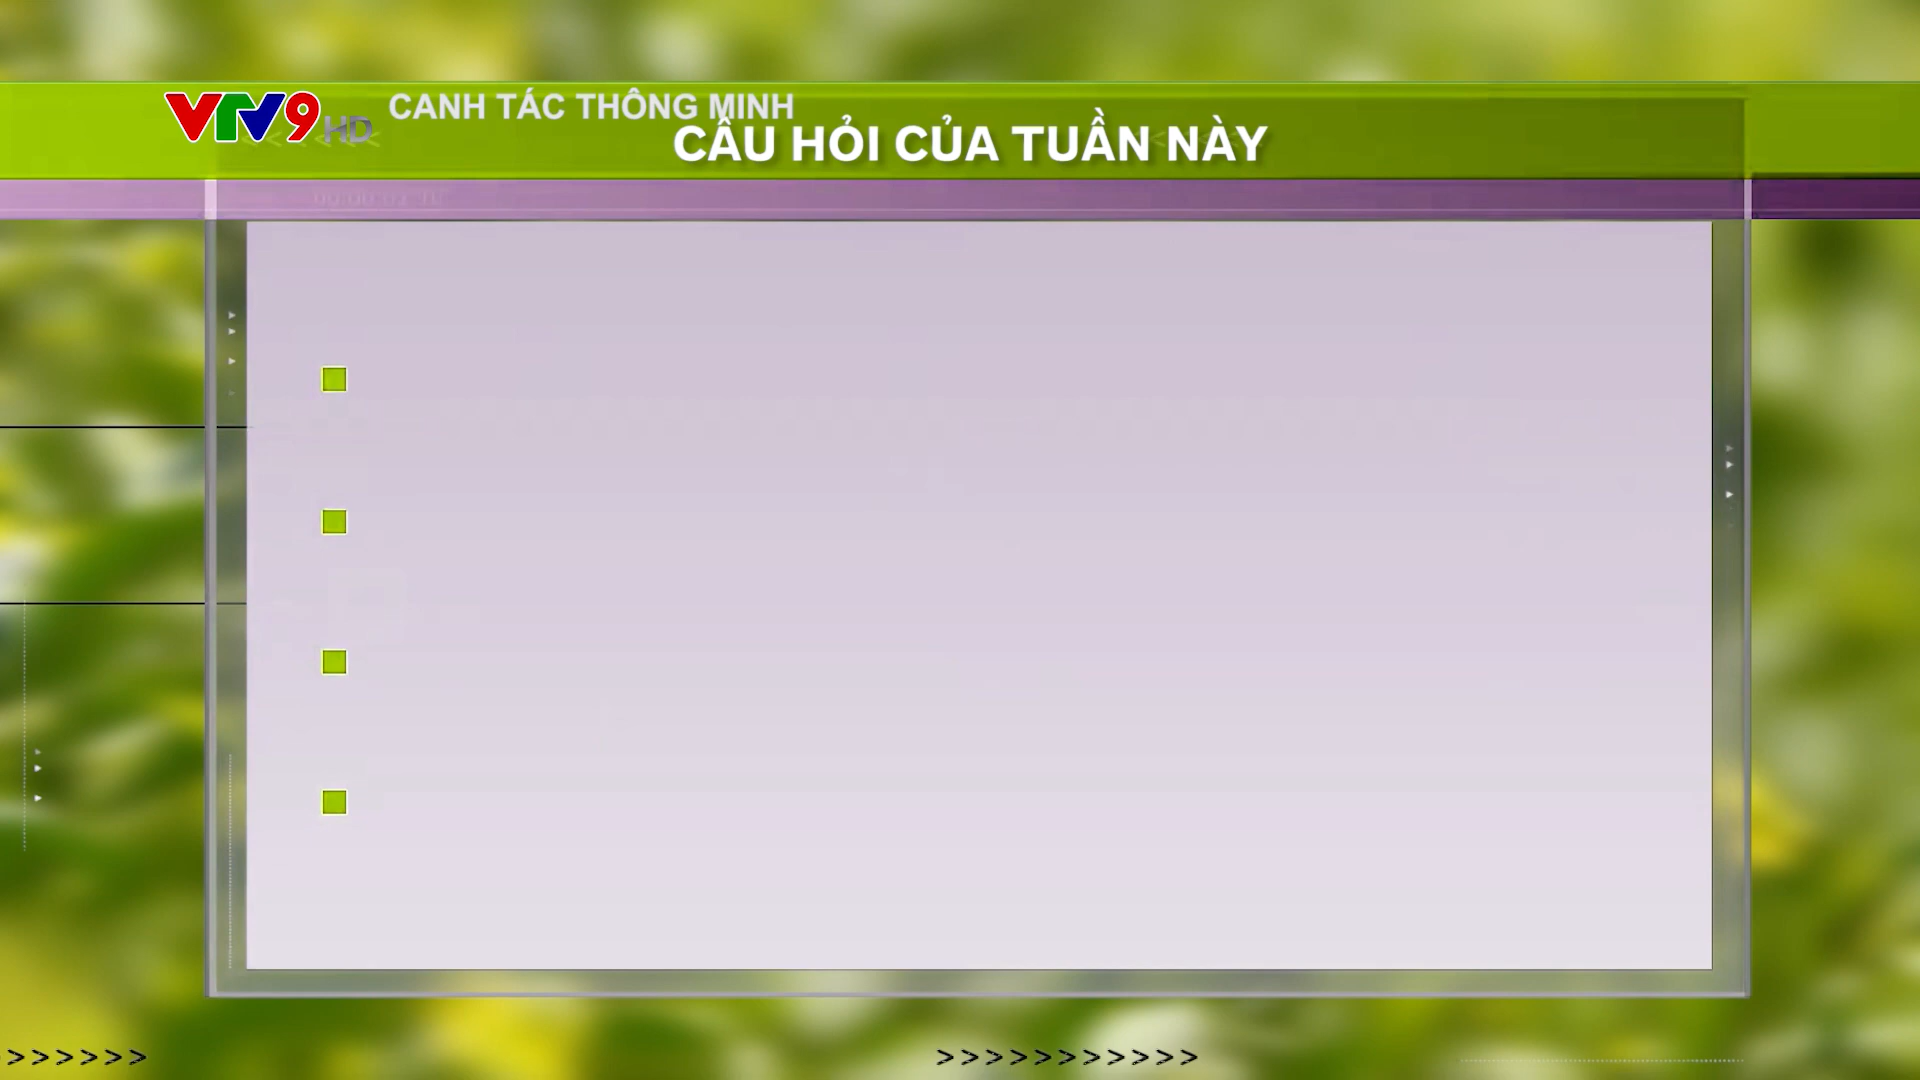 VTV9 HD
CANH TÁC THÔNG MINH
CÂU HỎI CỦA TUẦN NÀY
>>>>>>
>>>>>>>>>>>